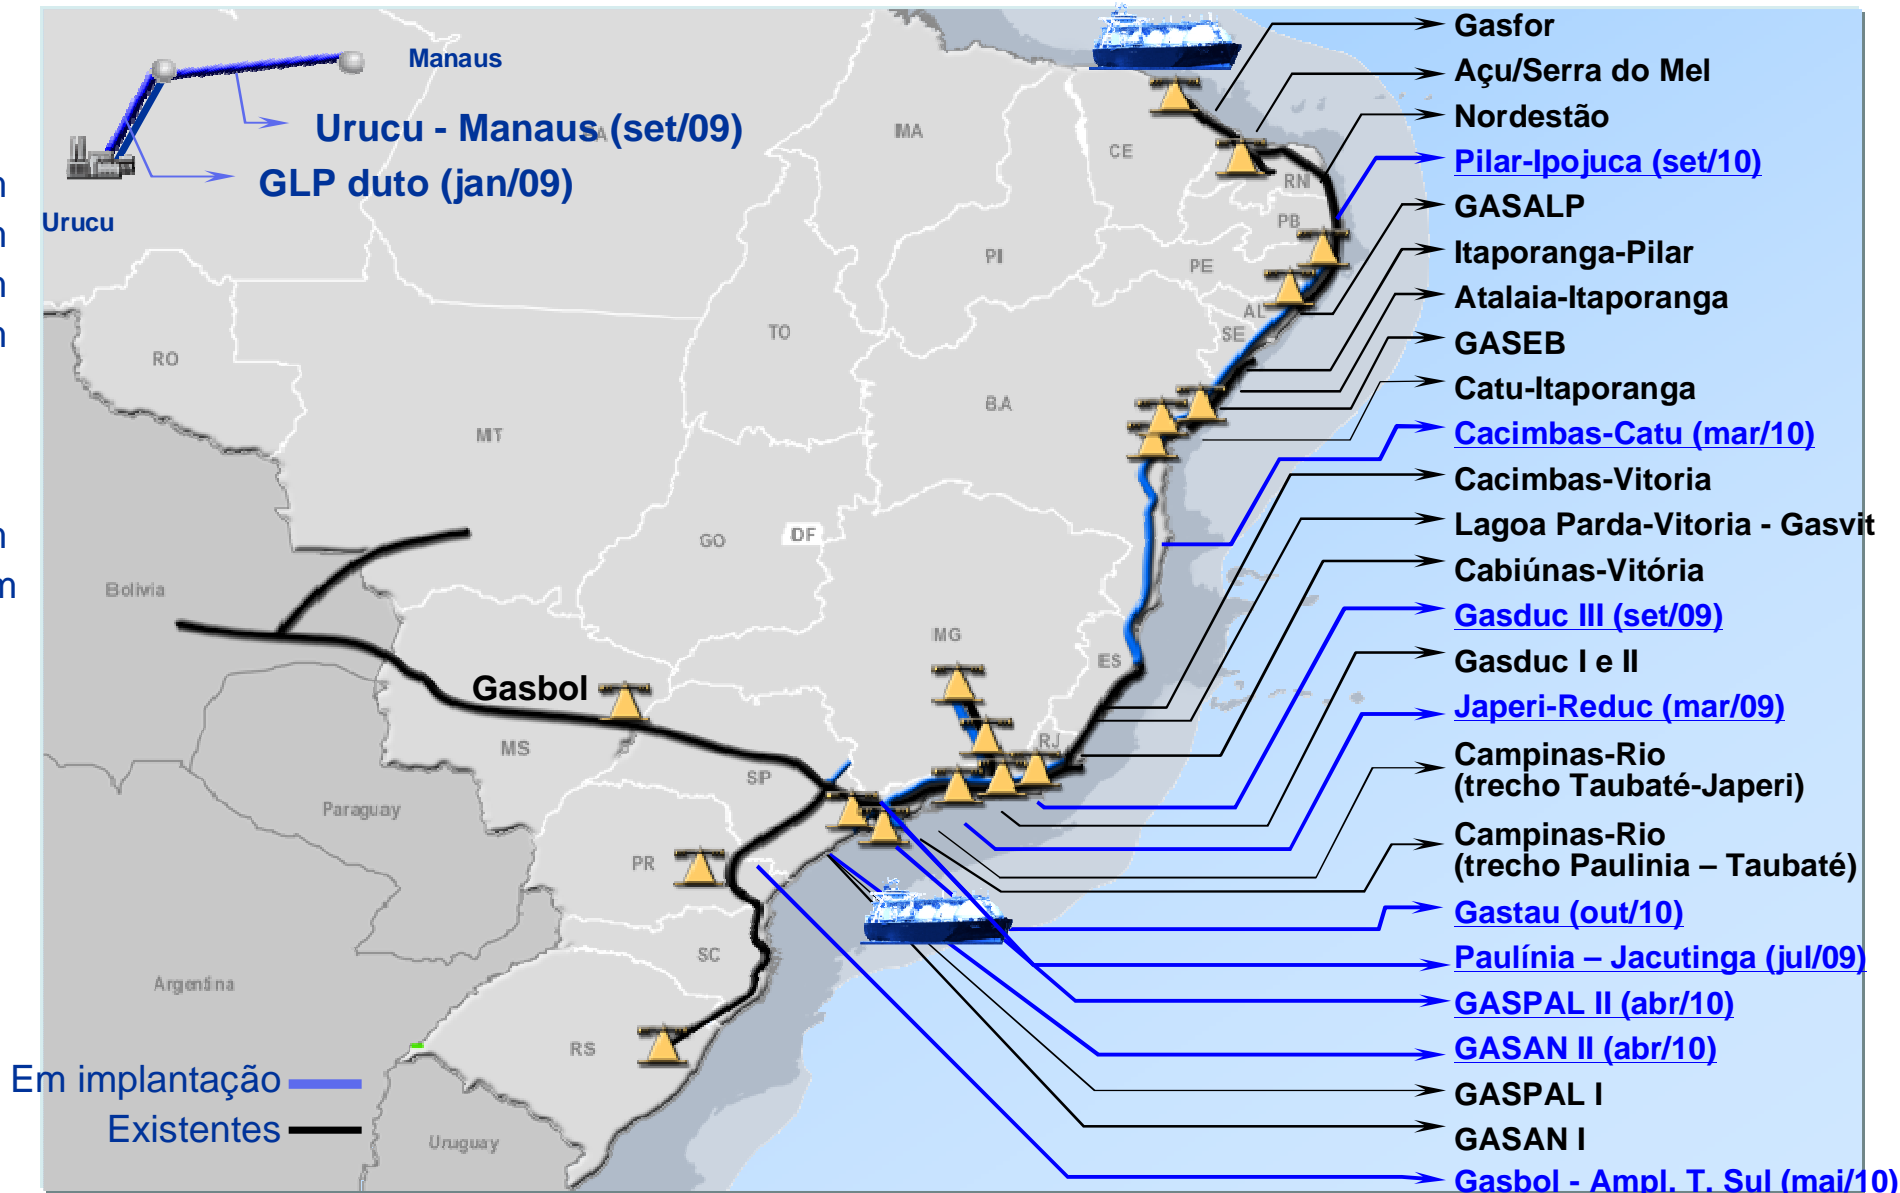 Manaus
Urucu - Manaus (set/09)
GLP duto (jan/09)
Urucu
m
MA
CE
RN
PB
PI
PE
AL
SE
TO
RO
BA
MT
GO
DF
Bolivia
MG
ES
Gasbol
MS
RJ
SP
Paraguay
PR
SC
Argentina
RS
Uruguay
Em implantação
Existentes
Gasfor
Açu/Serra do Mel
Nordestão
Pilar-Ipojuca (set/10)
GASALP
Itaporanga-Pilar
Atalaia-Itaporanga
GASEB
Catu-Itaporanga
Cacimbas-Catu (mar/10)
Cacimbas-Vitoria
Lagoa Parda-Vitoria - Gasvit
Cabiúnas-Vitória
Gasduc III (set/09)
Gasduc I e II
Japeri-Reduc (mar/09)
Campinas-Rio
(trecho Taubaté-Japeri)
Campinas-Rio
(trecho Paulinia – Taubaté)
Gastau (out/10)
Paulínia – Jacutinga (jul/09)
GASPAL II (abr/10)
GASAN II (abr/10)
GASPAL I
GASAN I
Gasbol - Ampl. T. Sul (mai/10)